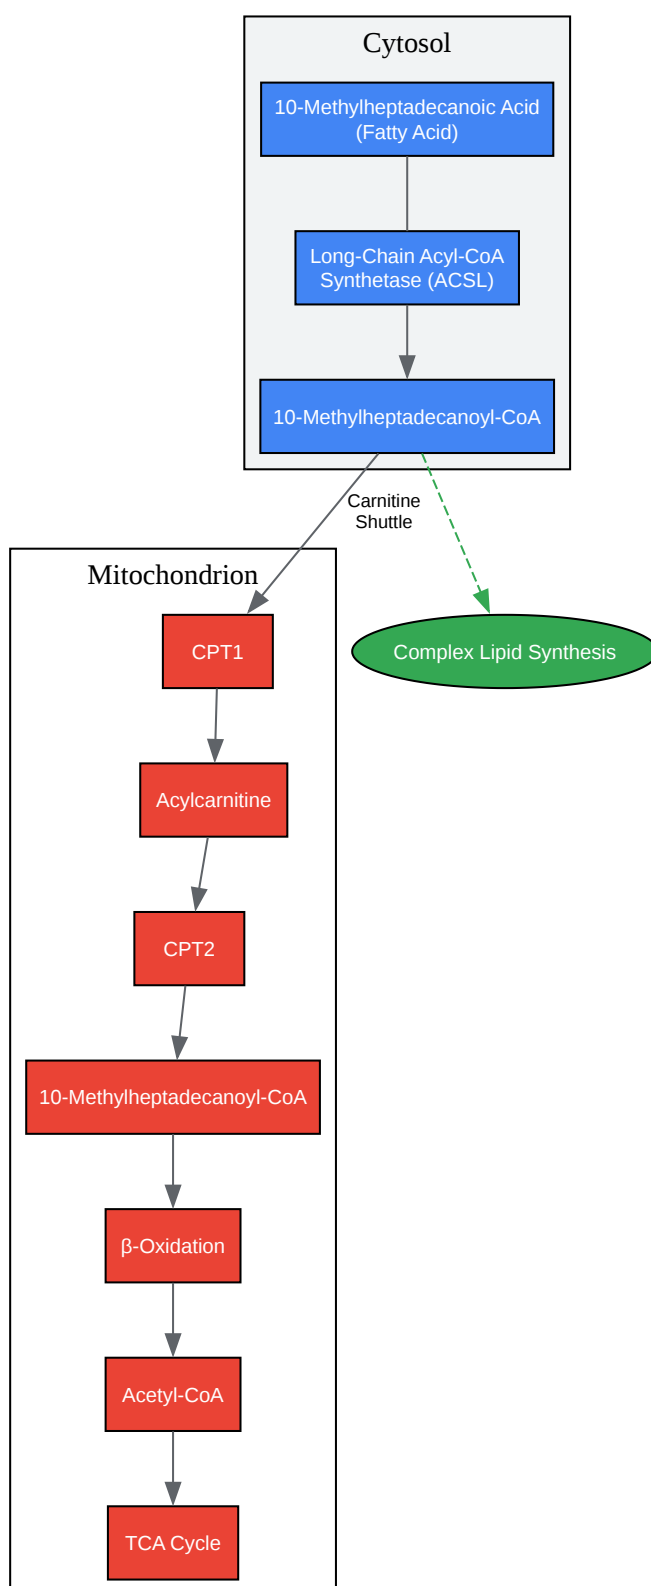 Cytosol
10-Methylheptadecanoic Acid
(Fatty Acid)
Long-Chain Acyl-CoA
Synthetase (ACSL)
10-Methylheptadecanoyl-CoA
Carnitine
Shuttle
Mitochondrion
CPT1
Complex Lipid Synthesis
Acylcarnitine
CPT2
10-Methylheptadecanoyl-CoA
β-Oxidation
Acetyl-CoA
TCA Cycle